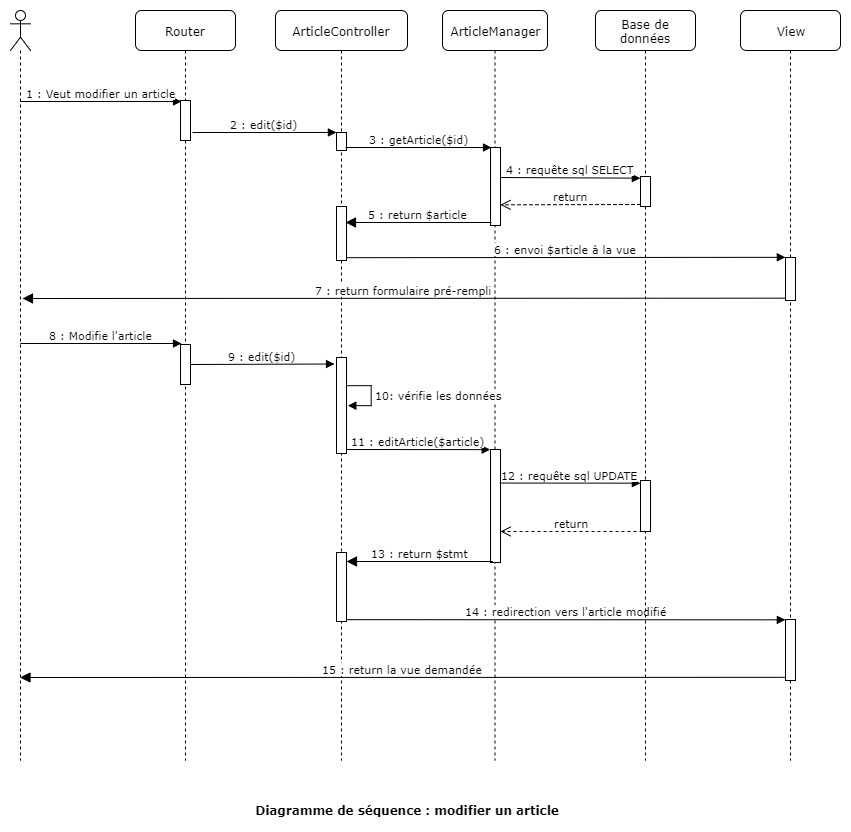 Router
ArticleController
ArticleManager
Base de
données
View
1 : Veut modifier un article
2 : edit($id)
3 : getArticle($id)
4 : requête sql SELECT
return
5 : return $article
6 : envoi $article à la vue
7 : return formulaire pré-rempli
8 : Modifie l'article
9 : edit($id)
10: vérifie les données
11 : editArticle($article)
12 : requête sql UPDATE
return
13 : return $stmt
14 : redirection vers l'article modifié
15 : return la vue demandée
Diagramme de séquence : modifier un article